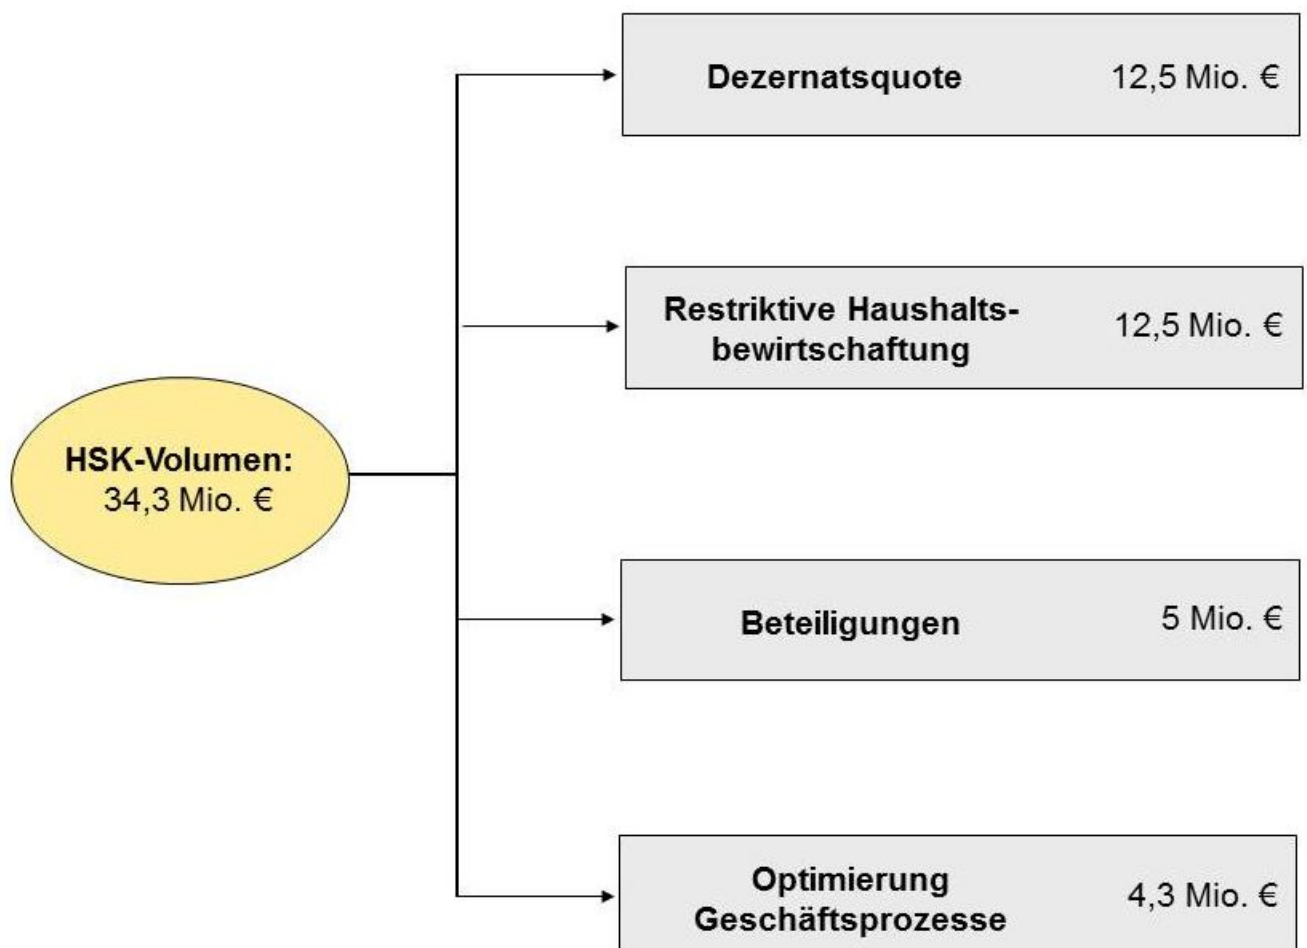 Dezernatsquote 12,5 Mio. €
Restriktive Haushalts- 12,5 Mio. €
bewirtschaftung
HSK-Volumen:
34,3 Mio. €
Beteiligungen 5 Mio. €
Optimierung 4,3 Mio. €
Geschäftsprozesse